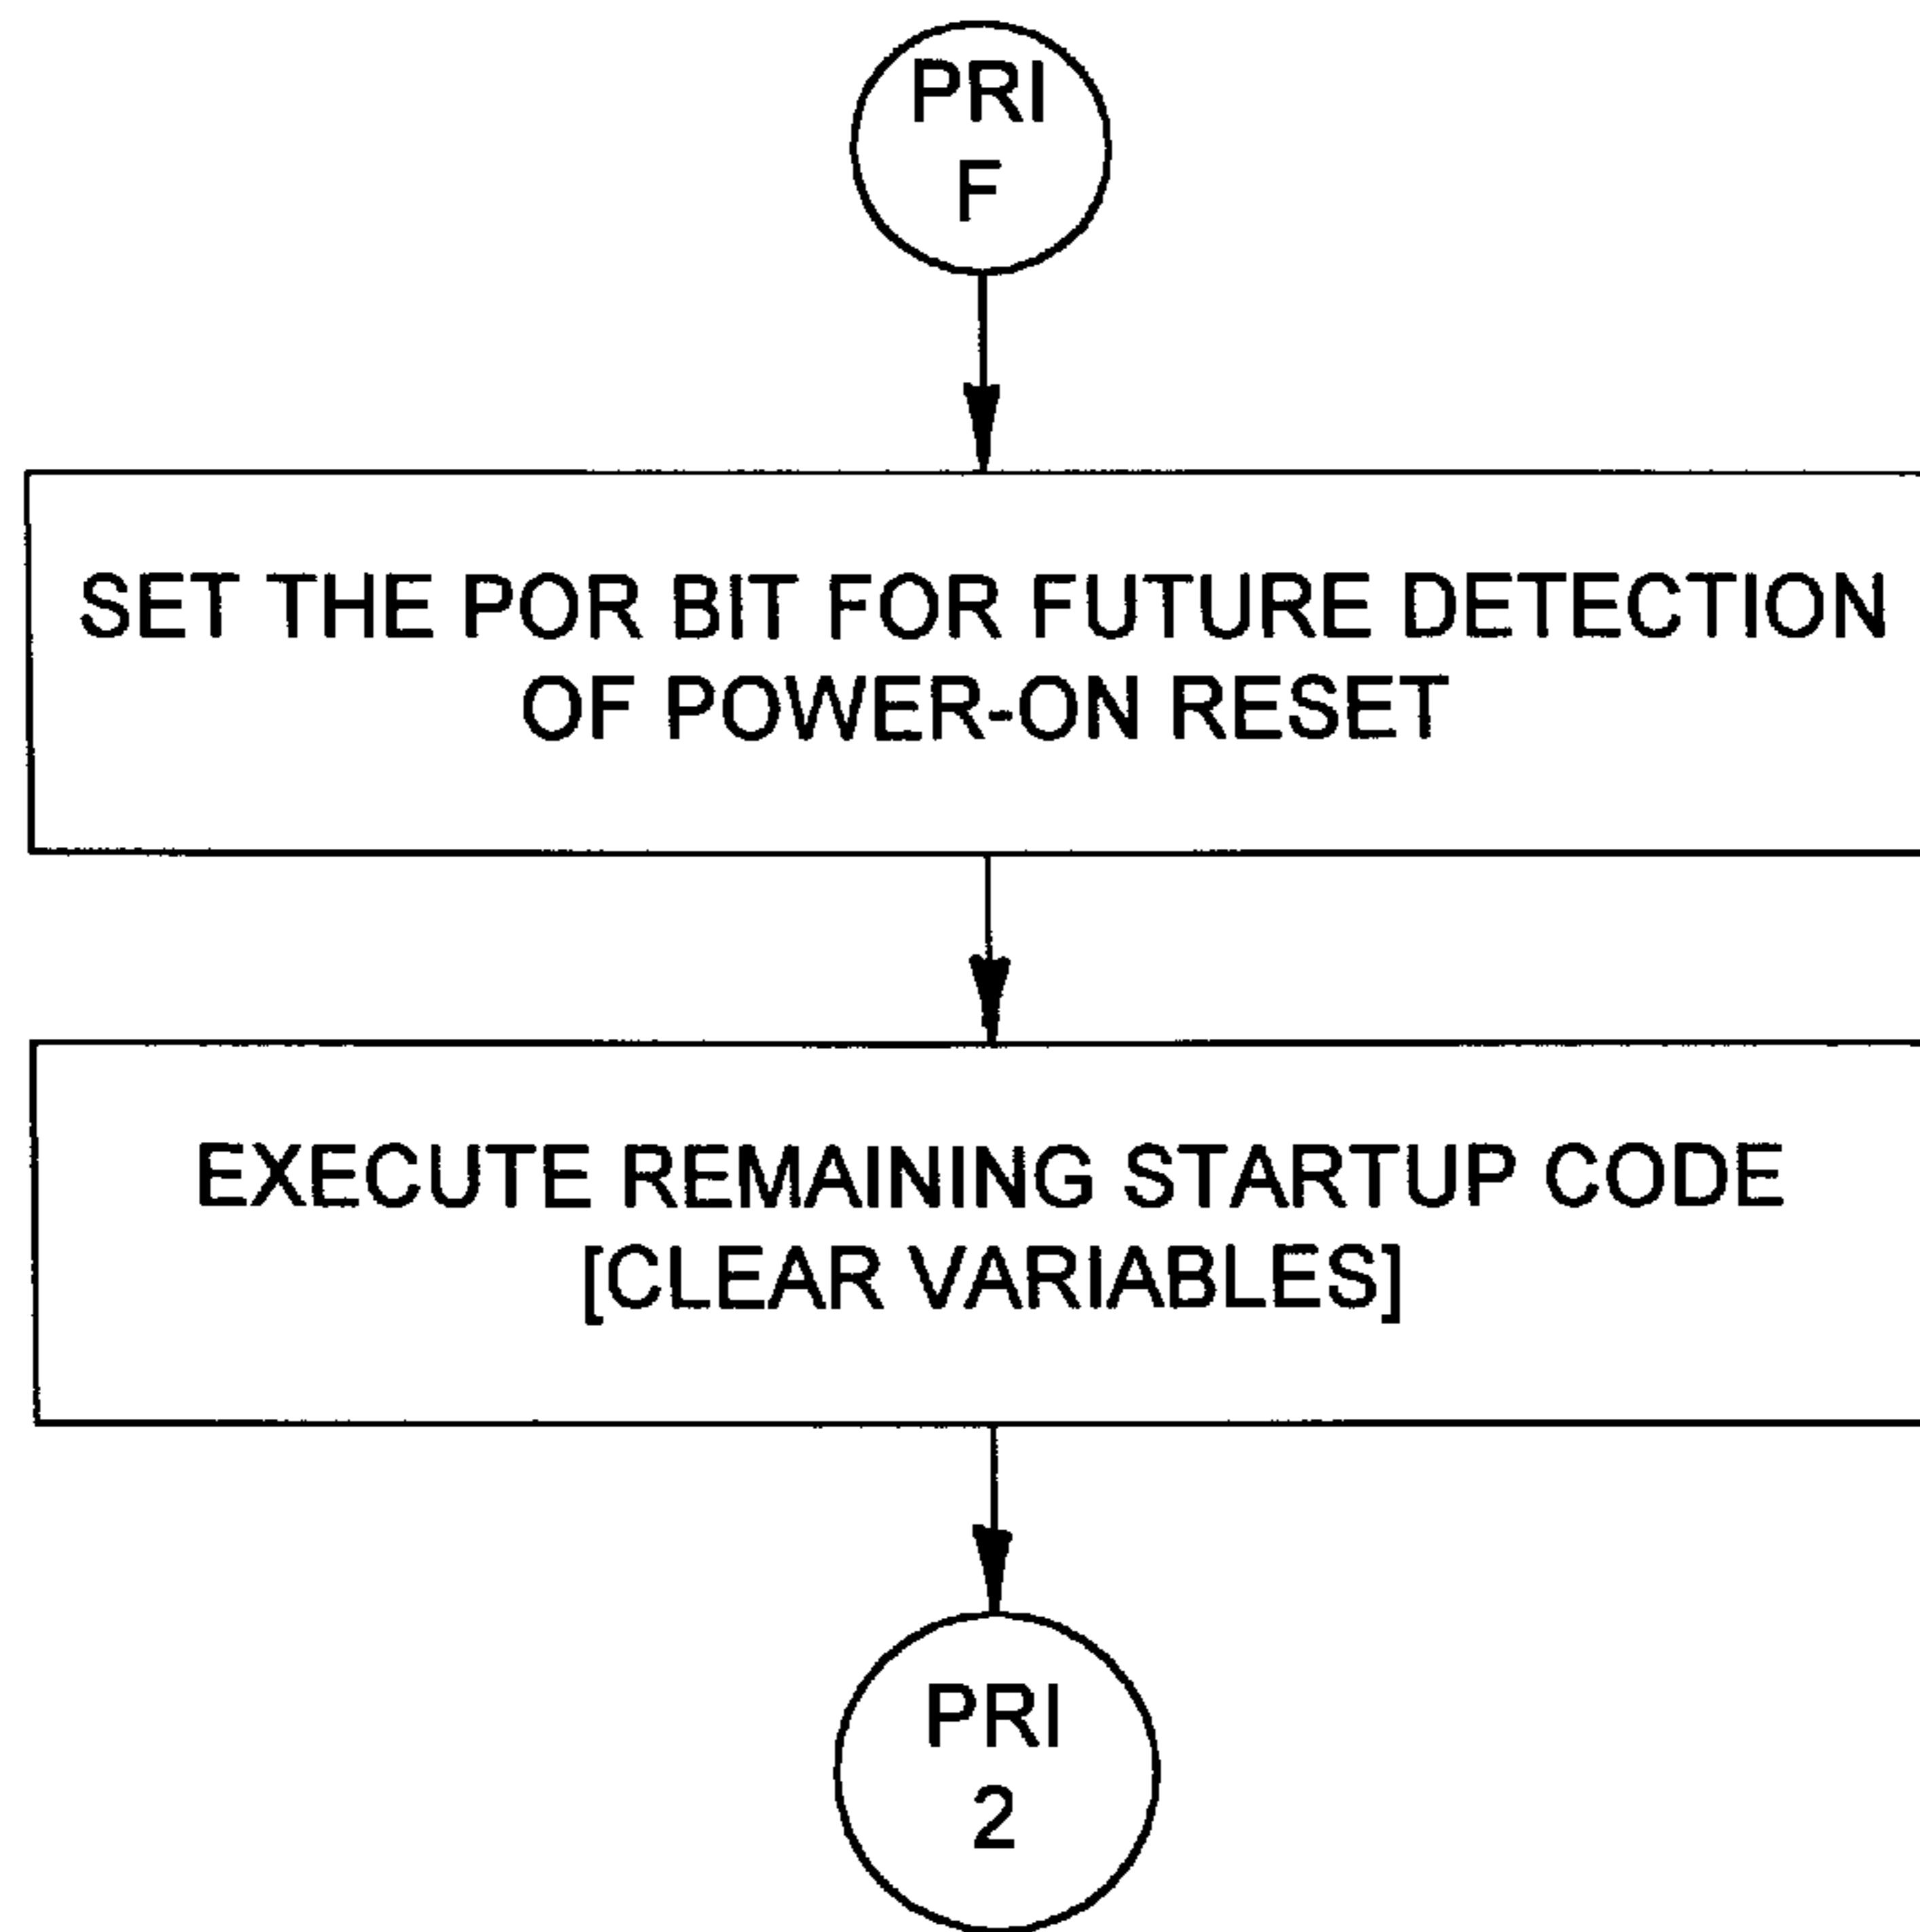 PRI
F
SET THE POR BIT FOR FUTURE DETECTION
OF POWER-ON RESET
EXECUTE REMAINING STARTUP CODE
[CLEAR VARIABLES]
PRI
2